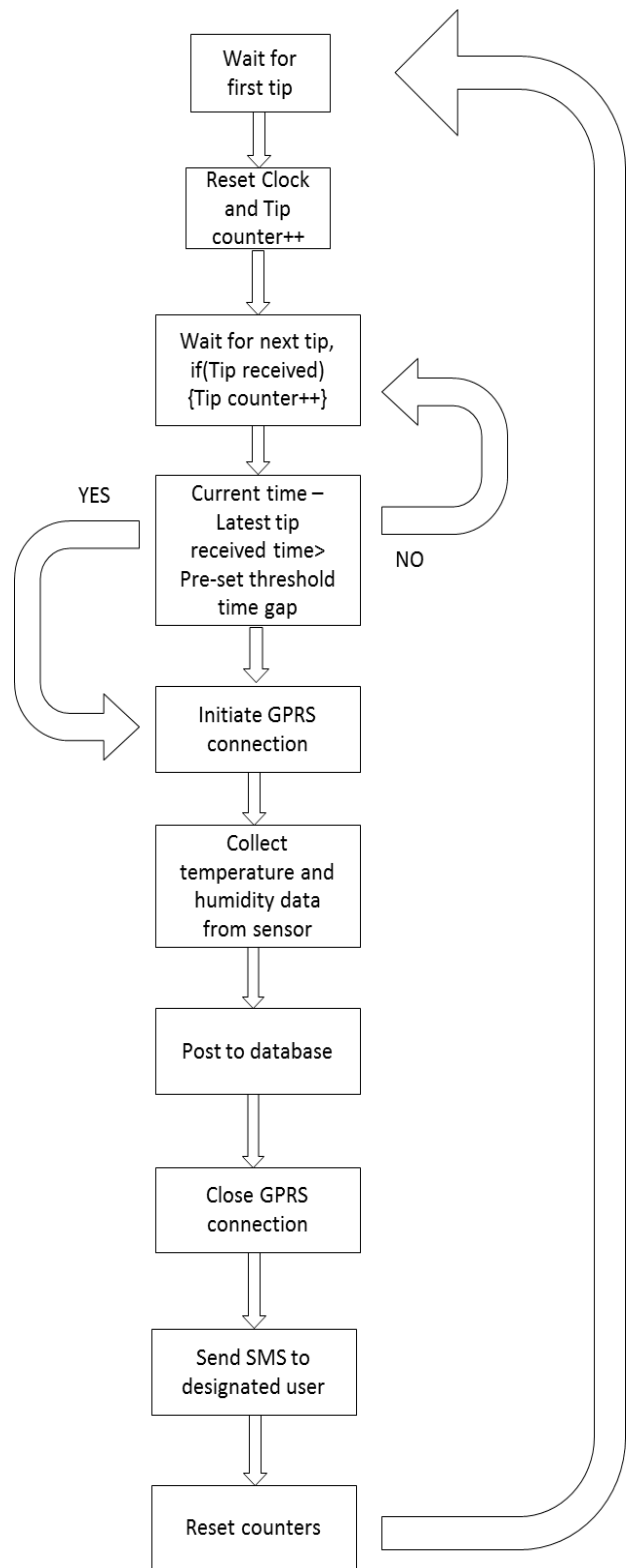 Wait for
first tip
Reset Clock
and Tip
counter++
Wait for next tip,
if(Tip received)
{Tip counter++}
YES
Current time –
Latest tip
received time>
Pre-set threshold
time gap
NO
Initiate GPRS
connection
Collect
temperature and
humidity data
from sensor
Post to database
Close GPRS
connection
Send SMS to
designated user
Reset counters